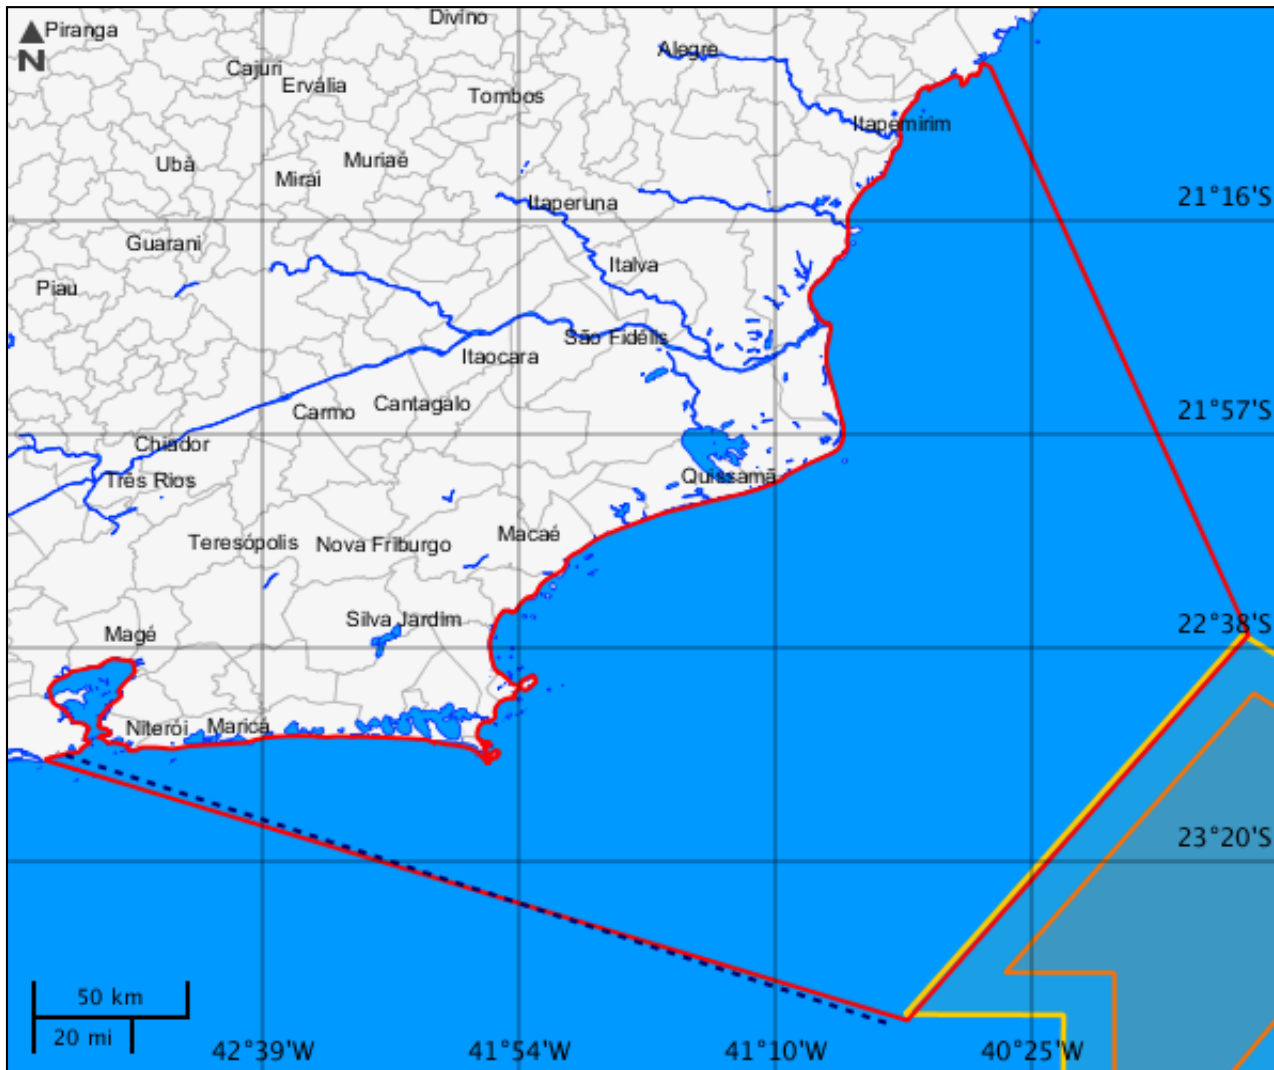 Divino
Piranga
N
Alegre
Cajuri
Ervália
Tombos
Itapemirim
Ubà
Muriaé
Mirai
21°16'S
Itaperuna
Guarani
Italva
Piau
São Fidélis
Itaocara
Cantagalo
Carmo
21°57'S
Chiador
Três Rios
Quissamã
Macaé
Teresópolis
Nova Friburgo
Silva Jardim
22°38'S
Magé
Niterói
Maricá
23°20'S
50 km
20 mi
42°39'W
41°54'W
41°10'W
40°25'W